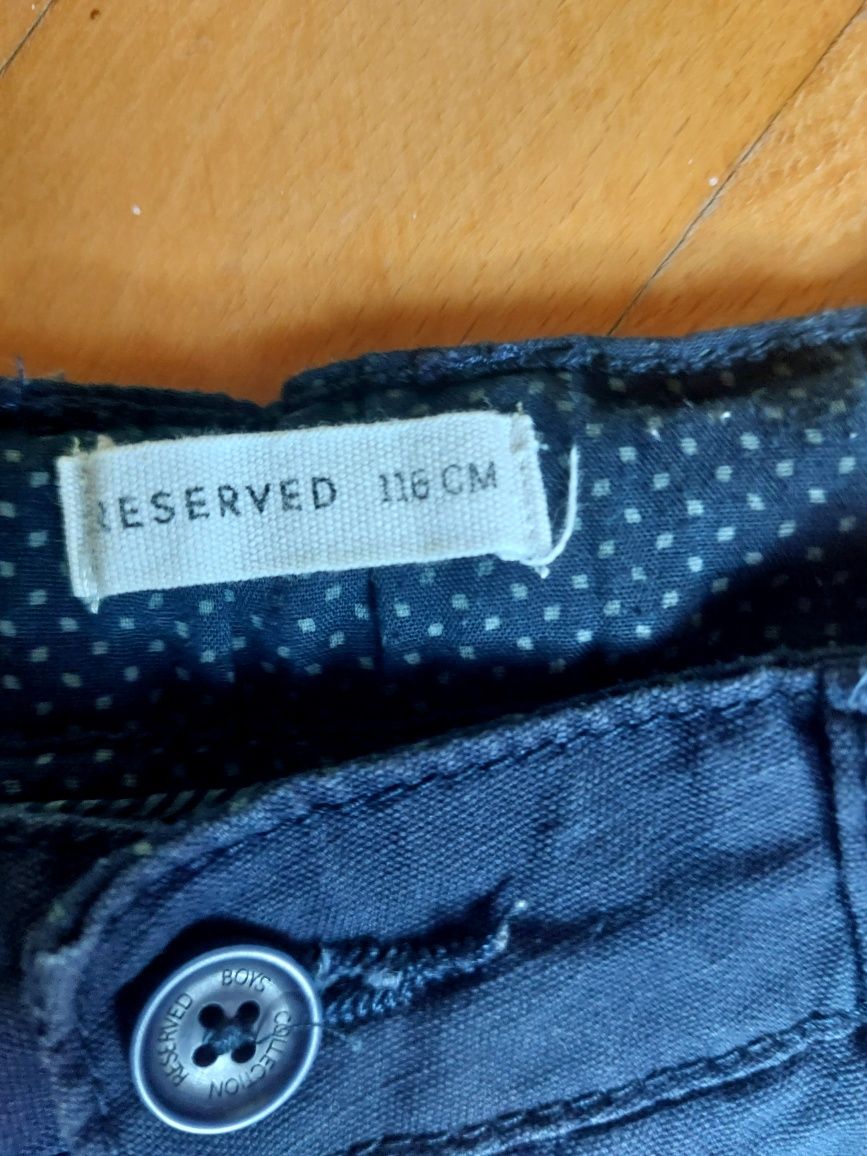 RESERVED 116 CM
RESERVED BOYS COLLECTION